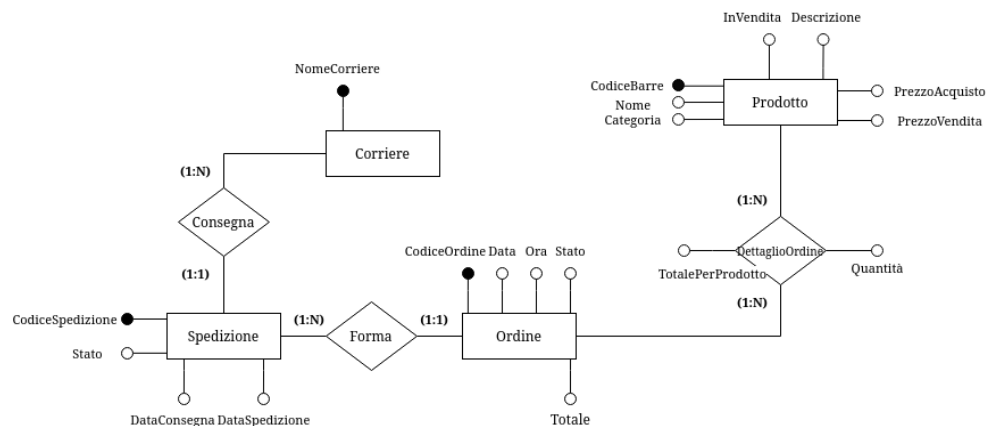 InVendita Descrizione
NomeCorriere
CodiceBarre
Nome
Categoria
Prodotto
PrezzoAcquisto
PrezzoVendita
Corriere
(1:N)
(1:N)
Consegna
CodiceOrdine Data Ora Stato
DettaglioOrdine
TotalePerProdotto
Quantità
(1:1)
(1:N)
CodiceSpedizione
(1:N)
(1:1)
Spedizione
Forma
Ordine
Stato
DataConsegna DataSpedizione
Totale